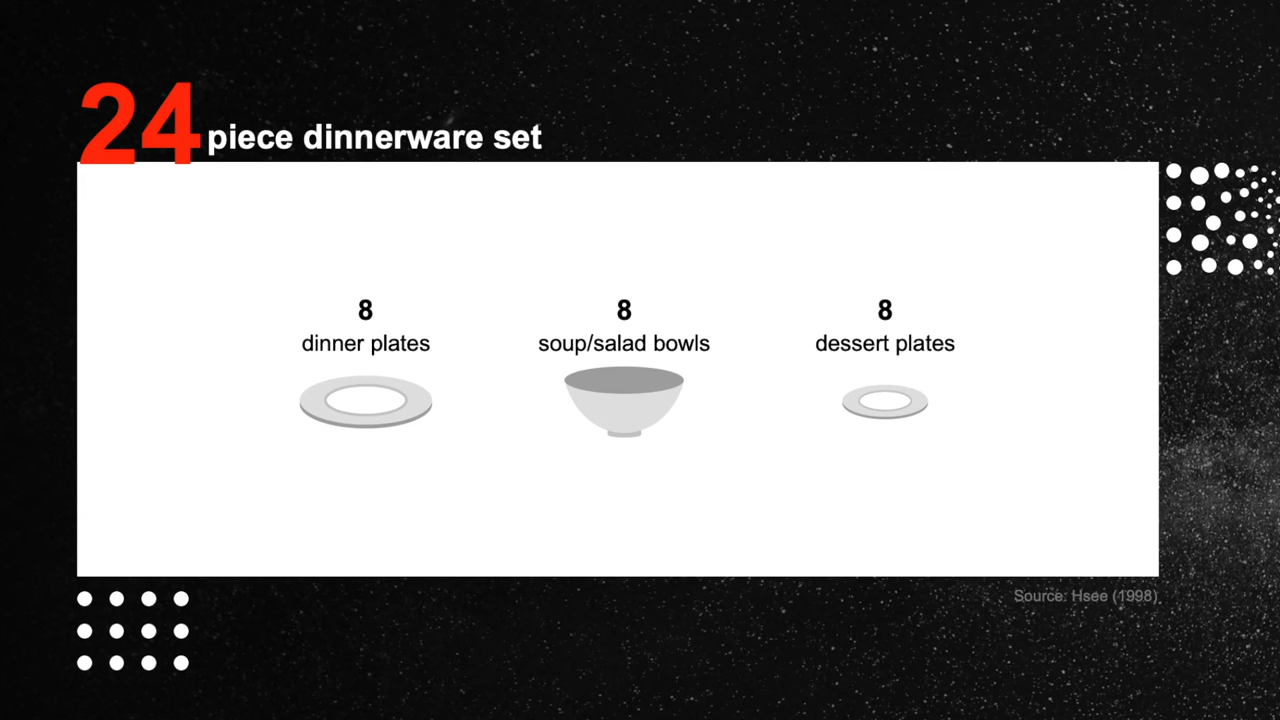 24 piece dinnerware set
8
dinner plates
8
soup/salad bowls
8
dessert plates
Source: Hsee (1998)